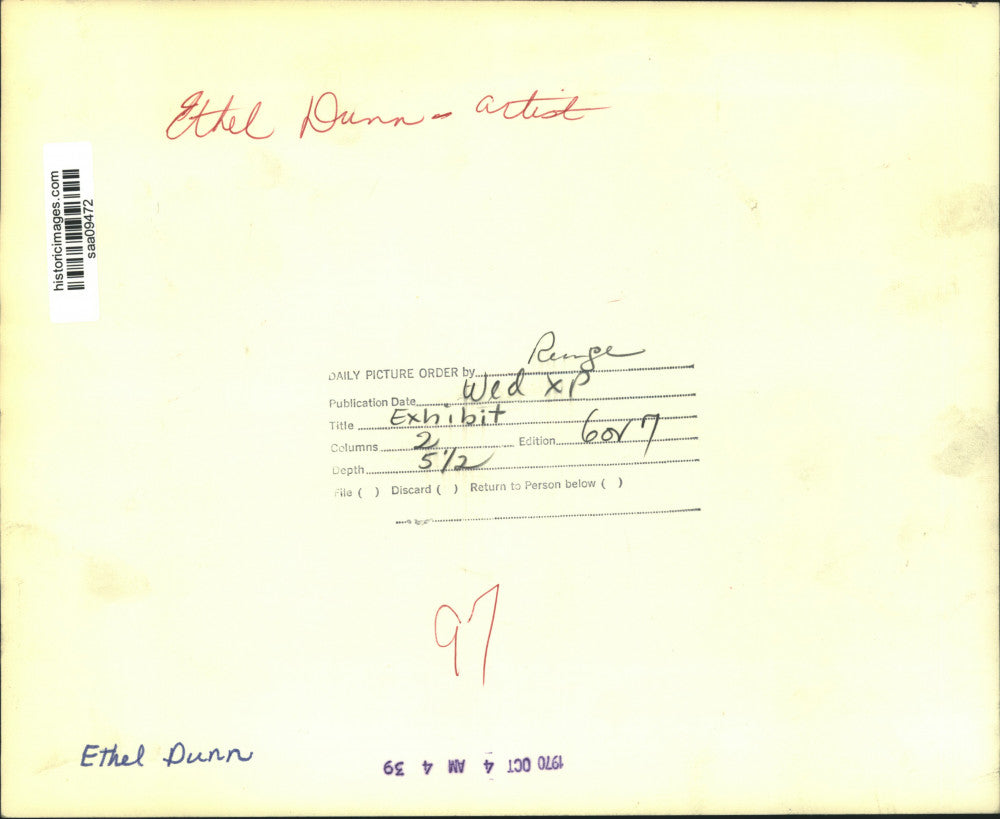 Ethel Dunn - artist
historicimages.com
saa09472
DAILY PICTURE ORDER by
Publication Date Wed XP
Title Exhibit
Columns 2 Edition 6 or 7
Depth 5 1/2
File ( ) Discard ( ) Return to Person below ( )
97
Ethel Dunn
1970 OCT 4 AM 4 39